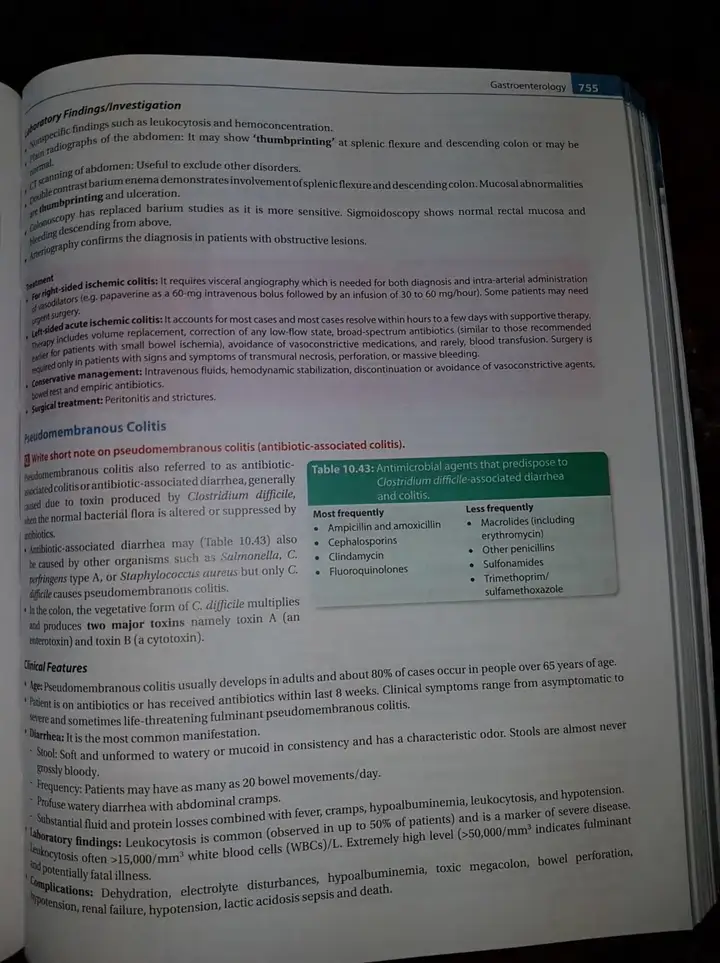 Gastroenterology 755
Laboratory Findings/Investigation
• Nonspecific findings such as leukocytosis and hemoconcentration.
• Plain radiographs of the abdomen: It may show ‘thumbprinting’ at splenic flexure and descending colon or may be
normal.
• CT scanning of abdomen: Useful to exclude other disorders.
• Double contrast barium enema demonstrates involvement of splenic flexure and descending colon. Mucosal abnormalities
are thumbprinting and ulceration.
• Colonoscopy has replaced barium studies as it is more sensitive. Sigmoidoscopy shows normal rectal mucosa and
bleeding descending from above.
• Arteriography confirms the diagnosis in patients with obstructive lesions.
Treatment
• For right-sided ischemic colitis: It requires visceral angiography which is needed for both diagnosis and intra-arterial administration
of vasodilators (e.g. papaverine as a 60-mg intravenous bolus followed by an infusion of 30 to 60 mg/hour). Some patients may need
urgent surgery.
• Left-sided acute ischemic colitis: It accounts for most cases and most cases resolve within hours to a few days with supportive therapy.
Therapy includes volume replacement, correction of any low-flow state, broad-spectrum antibiotics (similar to those recommended
earlier for patients with small bowel ischemia), avoidance of vasoconstrictive medications, and rarely, blood transfusion. Surgery is
required only in patients with signs and symptoms of transmural necrosis, perforation, or massive bleeding.
• Conservative management: Intravenous fluids, hemodynamic stabilization, discontinuation or avoidance of vasoconstrictive agents,
bowel rest and empiric antibiotics.
• Surgical treatment: Peritonitis and strictures.
Pseudomembranous Colitis
Write short note on pseudomembranous colitis (antibiotic-associated colitis).
Pseudomembranous colitis also referred to as antibiotic-
associated colitis or antibiotic-associated diarrhea, generally
caused due to toxin produced by Clostridium difficile,
when the normal bacterial flora is altered or suppressed by
antibiotics.
• Antibiotic-associated diarrhea may (Table 10.43) also
be caused by other organisms such as Salmonella, C.
perfringens type A, or Staphylococcus aureus but only C.
difficile causes pseudomembranous colitis.
• In the colon, the vegetative form of C. difficile multiplies
and produces two major toxins namely toxin A (an
enterotoxin) and toxin B (a cytotoxin).
Table 10.43: Antimicrobial agents that predispose to
Clostridium difficile-associated diarrhea
and colitis.
Most frequently
• Ampicillin and amoxicillin
• Cephalosporins
• Clindamycin
• Fluoroquinolones
Less frequently
• Macrolides (including
erythromycin)
• Other penicillins
• Sulfonamides
• Trimethoprim/
sulfamethoxazole
Clinical Features
• Age: Pseudomembranous colitis usually develops in adults and about 80% of cases occur in people over 65 years of age.
• Patient is on antibiotics or has received antibiotics within last 8 weeks. Clinical symptoms range from asymptomatic to
severe and sometimes life-threatening fulminant pseudomembranous colitis.
• Diarrhea: It is the most common manifestation.
- Stool: Soft and unformed to watery or mucoid in consistency and has a characteristic odor. Stools are almost never
grossly bloody.
- Frequency: Patients may have as many as 20 bowel movements/day.
- Profuse watery diarrhea with abdominal cramps.
- Substantial fluid and protein losses combined with fever, cramps, hypoalbuminemia, leukocytosis, and hypotension.
• Laboratory findings: Leukocytosis is common (observed in up to 50% of patients) and is a marker of severe disease.
Leukocytosis often >15,000/mm³ white blood cells (WBCs)/L. Extremely high level (>50,000/mm³ indicates fulminant
and potentially fatal illness.
• Complications: Dehydration, electrolyte disturbances, hypoalbuminemia, toxic megacolon, bowel perforation,
hypotension, renal failure, hypotension, lactic acidosis sepsis and death.